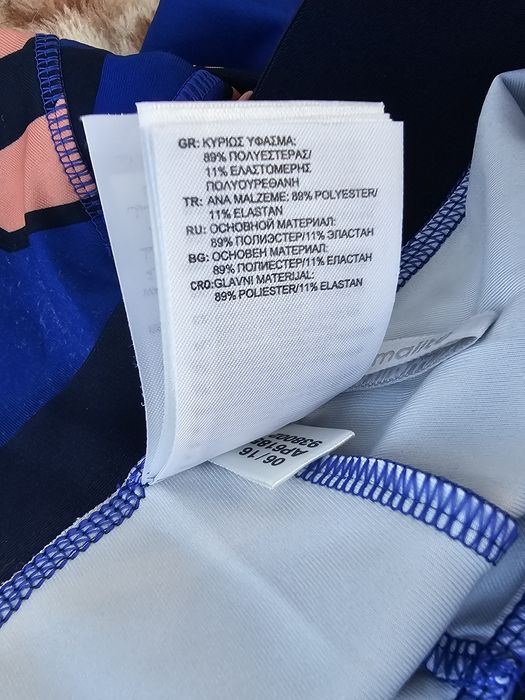 GR: ΚΥΡΙΩΣ ΥΦΑΣΜΑ:
89% ΠΟΛΥΕΣΤΕΡΑΣ/
11% ΕΛΑΣΤΟΜΕΡΗΣ
ΠΟΛΥΟΥΡΕΘΑΝΗ
TR: ANA MALZEME: 89% POLYESTER/
11% ELASTAN
RU: ОСНОВНОЙ МАТЕРИАЛ:
89% ПОЛИЭСТЕР/11% ЭЛАСТАН
BG: ОСНОВЕН МАТЕРИАЛ:
89% ПОЛИЕСТЕР/11% ЕЛАСТАН
CRO: GLAVNI MATERIJAL:
89% POLIESTER/11% ELASTAN
06/16